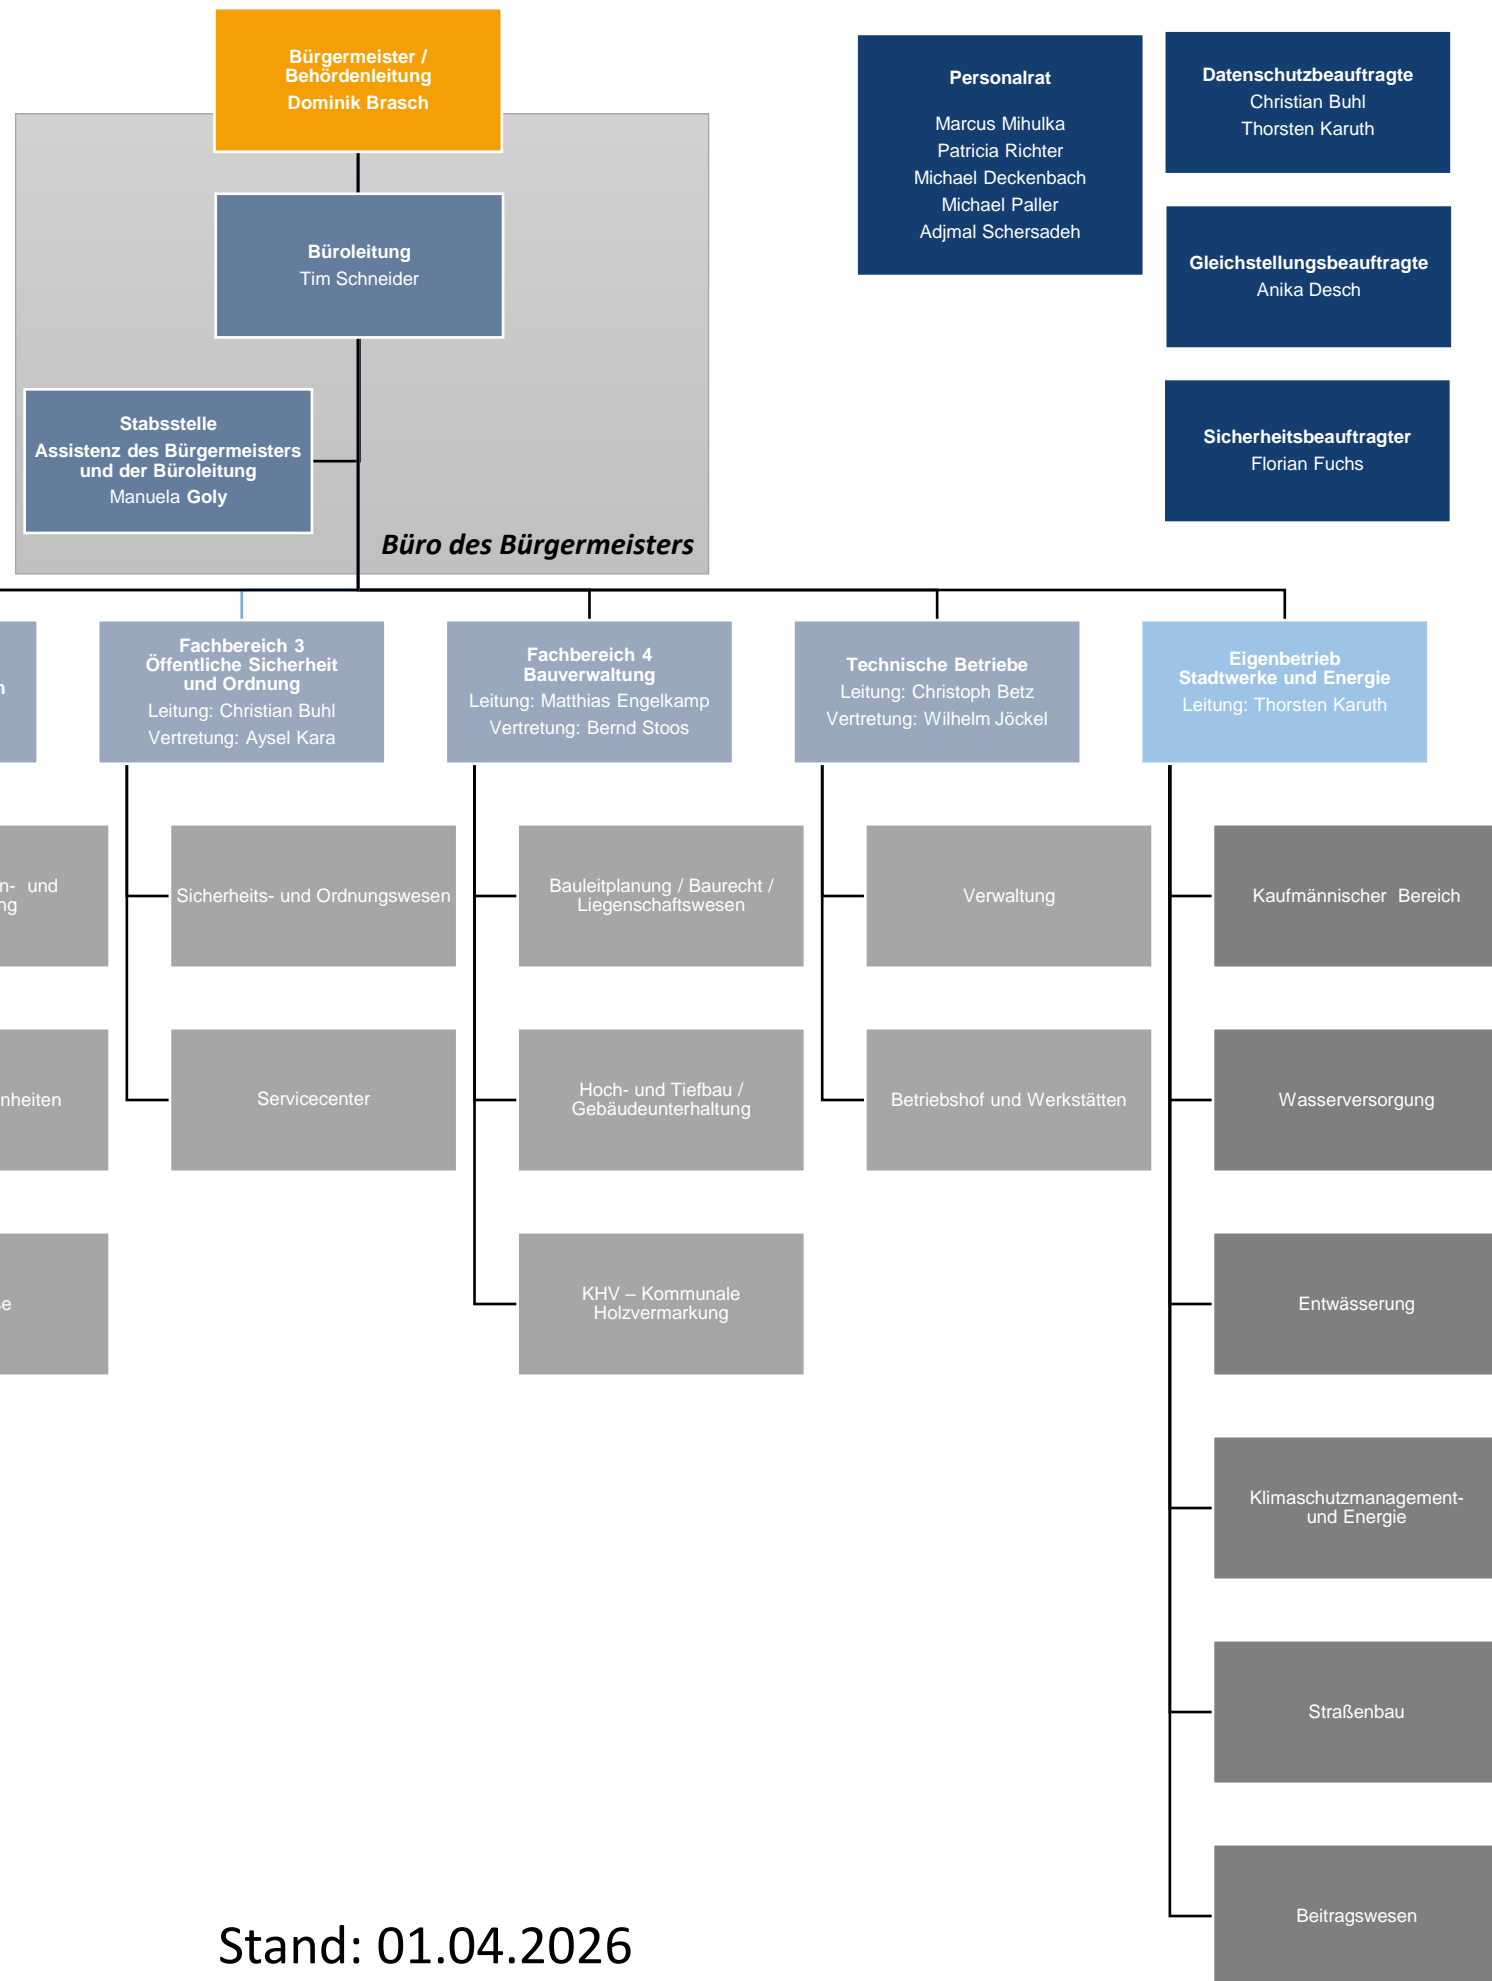 Bürgermeister /
Behördenleitung
Dominik Brasch
Büroleitung
Tim Schneider
Stabsstelle
Assistenz des Bürgermeisters
und der Büroleitung
Manuela Goly
Büro des Bürgermeisters
Personalrat
Marcus Mihulka
Patricia Richter
Michael Deckenbach
Michael Paller
Adjmal Schersadeh
Datenschutzbeauftragte
Christian Buhl
Thorsten Karuth
Gleichstellungsbeauftragte
Anika Desch
Sicherheitsbeauftragter
Florian Fuchs
n- und
Fachbereich 3
Öffentliche Sicherheit
und Ordnung
Leitung: Christian Buhl
Vertretung: Aysel Kara
Sicherheits- und Ordnungswesen
Servicecenter
Fachbereich 4
Bauverwaltung
Leitung: Matthias Engelkamp
Vertretung: Bernd Stoos
Bauleitplanung / Baurecht /
Liegenschaftswesen
Hoch- und Tiefbau /
Gebäudeunterhaltung
KHV – Kommunale
Holzvermarkung
Technische Betriebe
Leitung: Christoph Betz
Vertretung: Wilhelm Jöckel
Verwaltung
Betriebshof und Werkstätten
Eigenbetrieb
Stadtwerke und Energie
Leitung: Thorsten Karuth
Kaufmännischer Bereich
Wasserversorgung
Entwässerung
Klimaschutzmanagement-
und Energie
Straßenbau
Beitragswesen
Stand: 01.04.2026